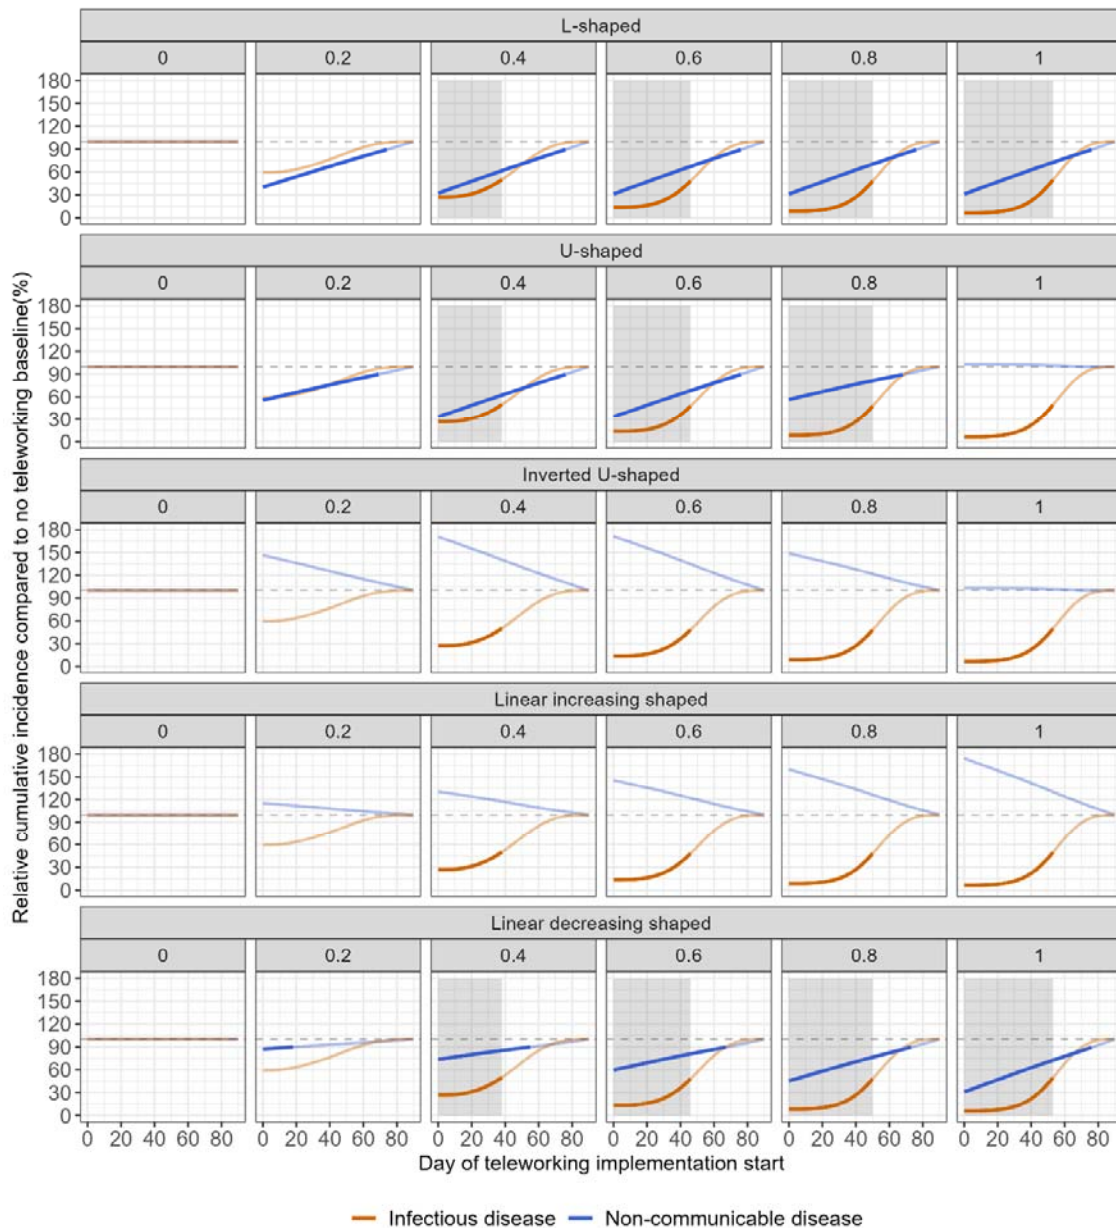 L-shaped
0 0.2 0.4 0.6 0.8 1
180
150
120
90
60
30
0
U-shaped
0 0.2 0.4 0.6 0.8 1
180
150
120
90
60
30
0
Inverted U-shaped
0 0.2 0.4 0.6 0.8 1
180
150
120
90
60
30
0
Linear increasing shaped
0 0.2 0.4 0.6 0.8 1
180
150
120
90
60
30
0
Linear decreasing shaped
0 0.2 0.4 0.6 0.8 1
180
150
120
90
60
30
0
0 20 40 60 80 0 20 40 60 80 0 20 40 60 80 0 20 40 60 80 0 20 40 60 80 0 20 40 60 80
Relative cumulative incidence compared to no teleworking baseline(%)
Day of teleworking implementation start
Infectious disease Non-communicable disease